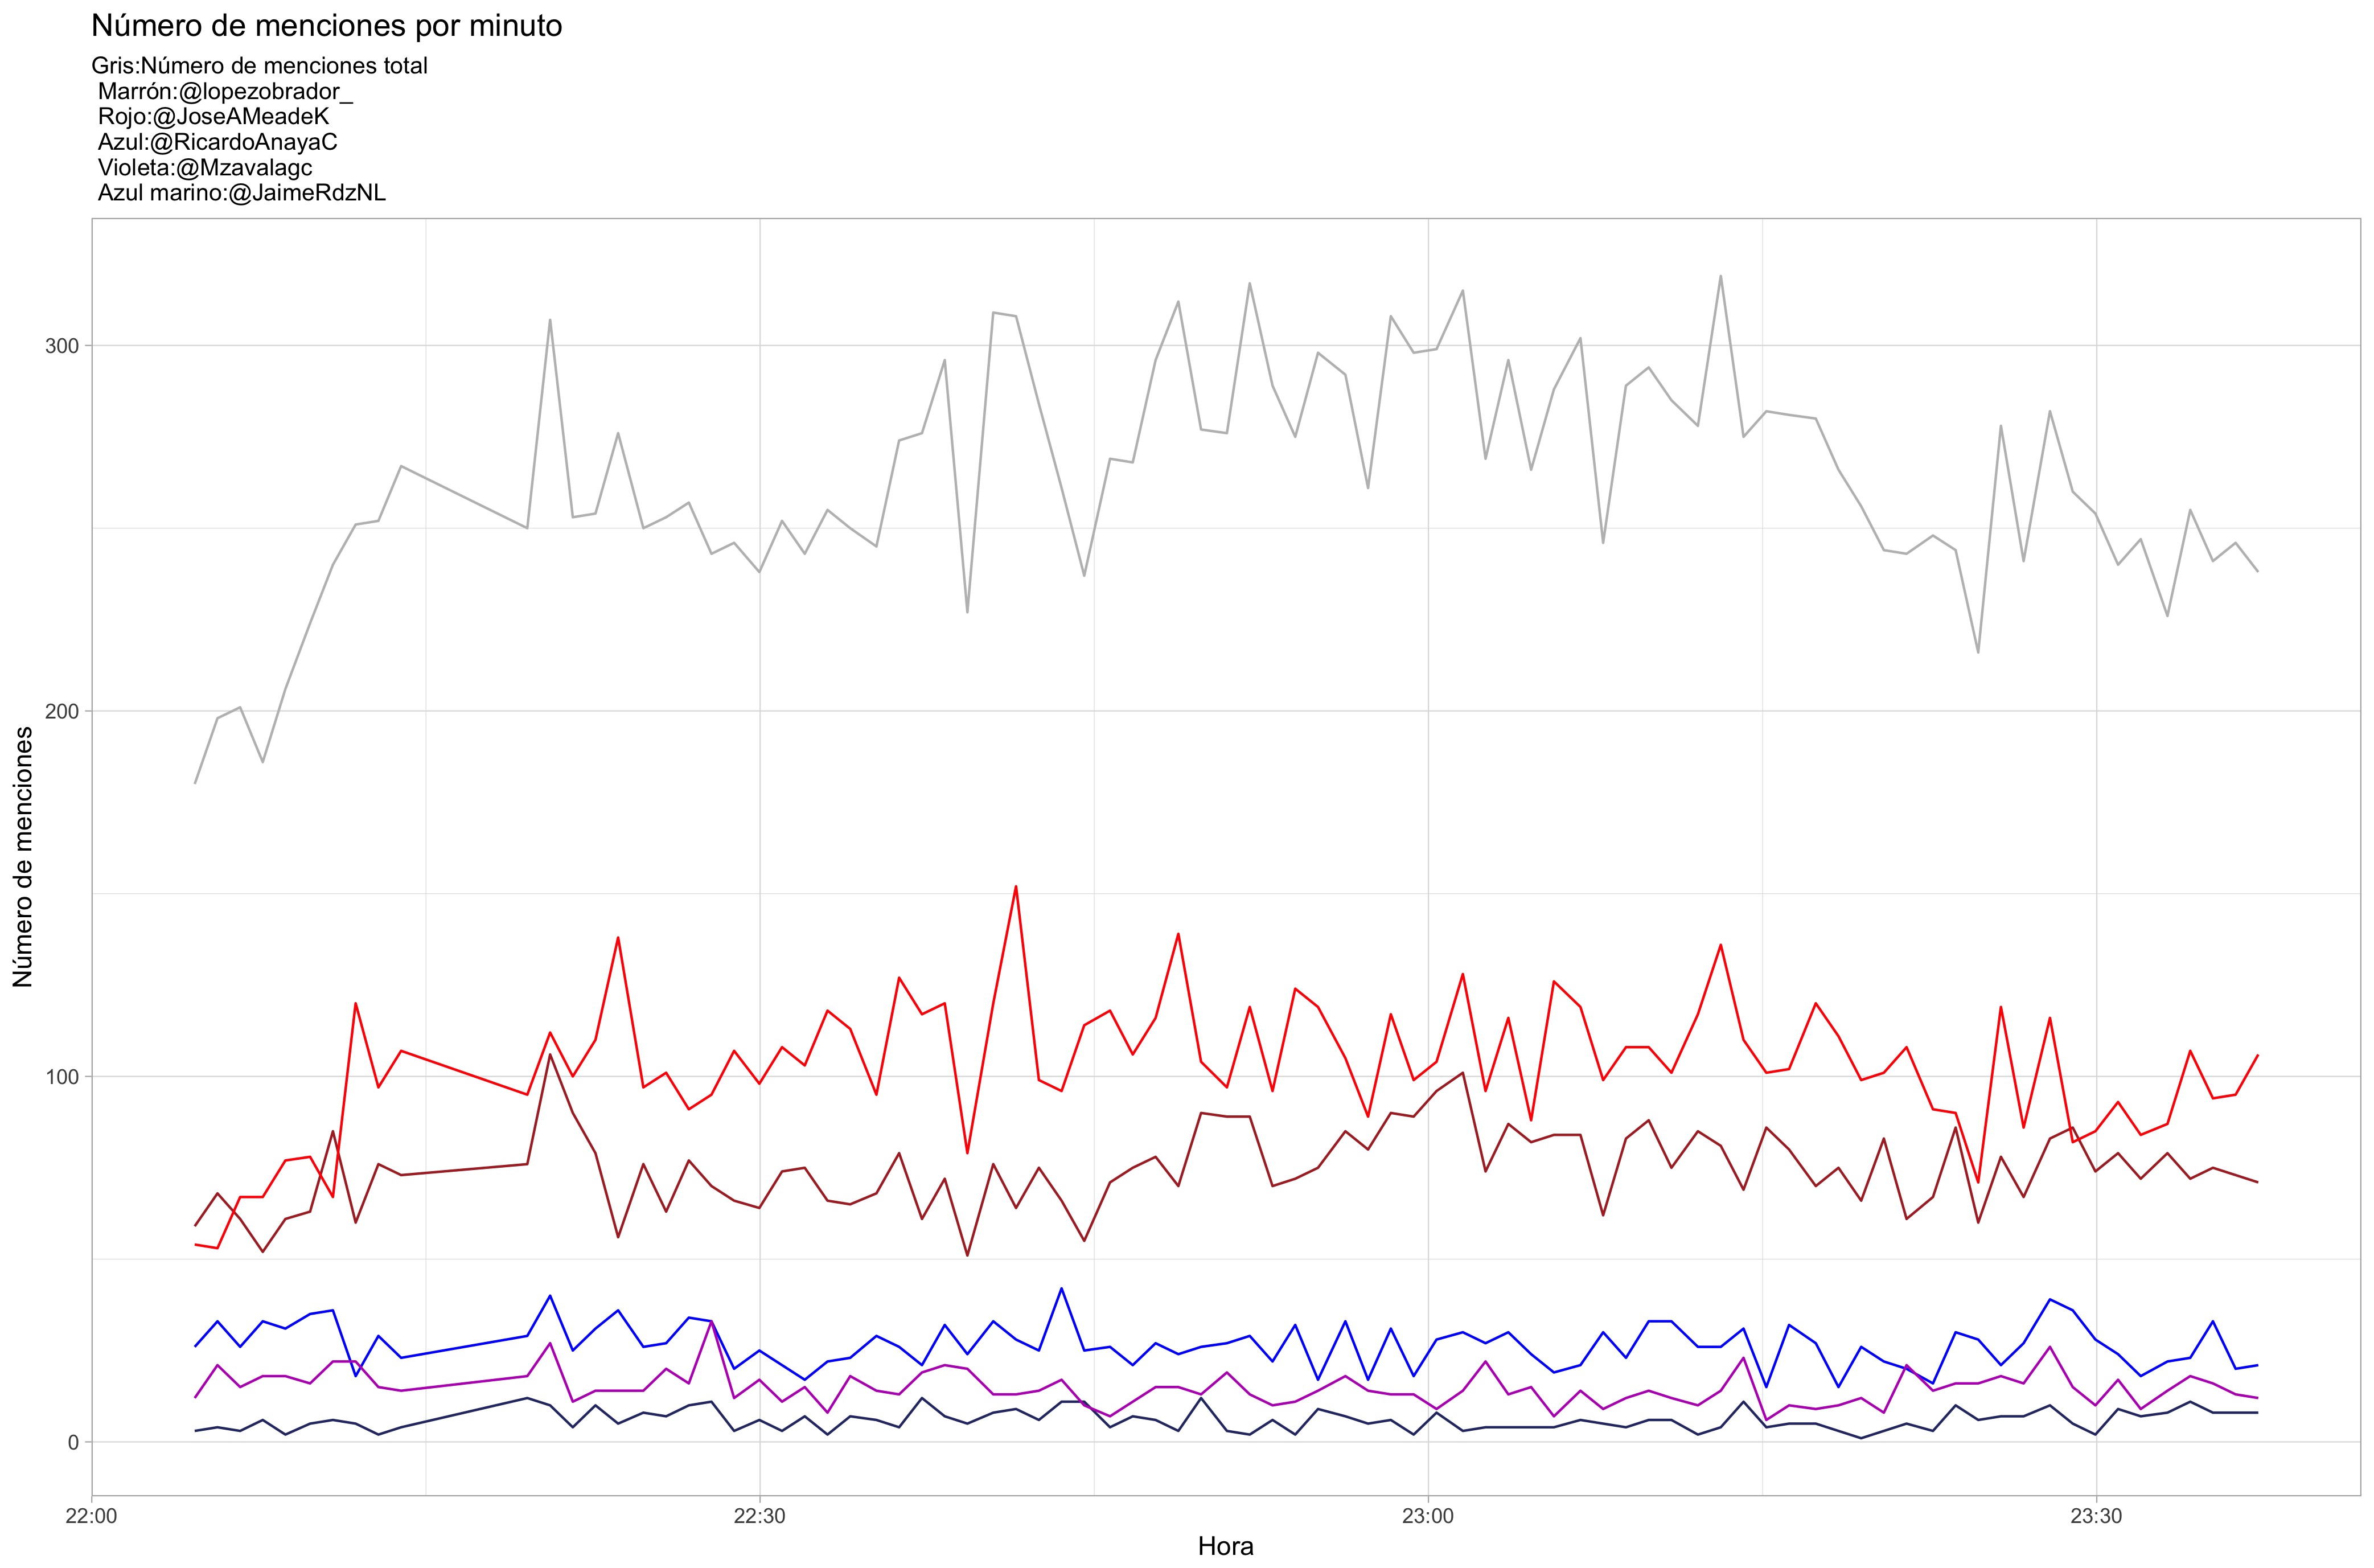 Número de menciones por minuto
Gris:Número de menciones total
Marrón:@lopezobrador_
Rojo:@JoseAMeadeK
Azul:@RicardoAnayaC
Violeta:@Mzavalagc
Azul marino:@JaimeRdzNL
Número de menciones
300
200
100
0
22:00
22:30
23:00
23:30
Hora